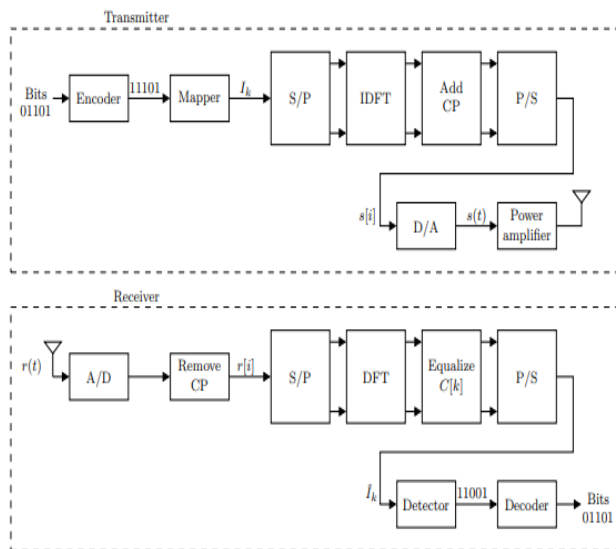 Transmitter
Bits
01101
Encoder
11101
Mapper
I_k
S/P
IDFT
Add
CP
P/S
s[i]
D/A
s(t)
Power
amplifier
Receiver
r(t)
A/D
Remove
CP
r[i]
S/P
DFT
Equalize
C[k]
P/S
Î_k
Detector
11001
Decoder
Bits
01101